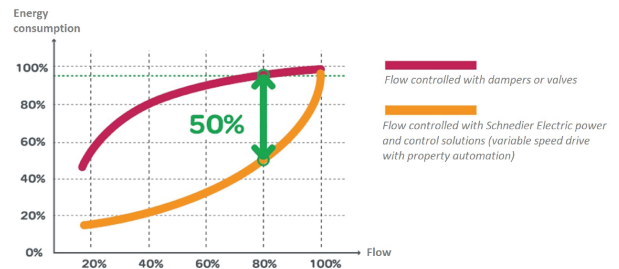 Energy
consumption
100%
80%
60%
40%
20%
0%
50%
20% 40% 60% 80% 100%
Flow
Flow controlled with dampers or valves
Flow controlled with Schnedier Electric power
and control solutions (variable speed drive
with property automation)